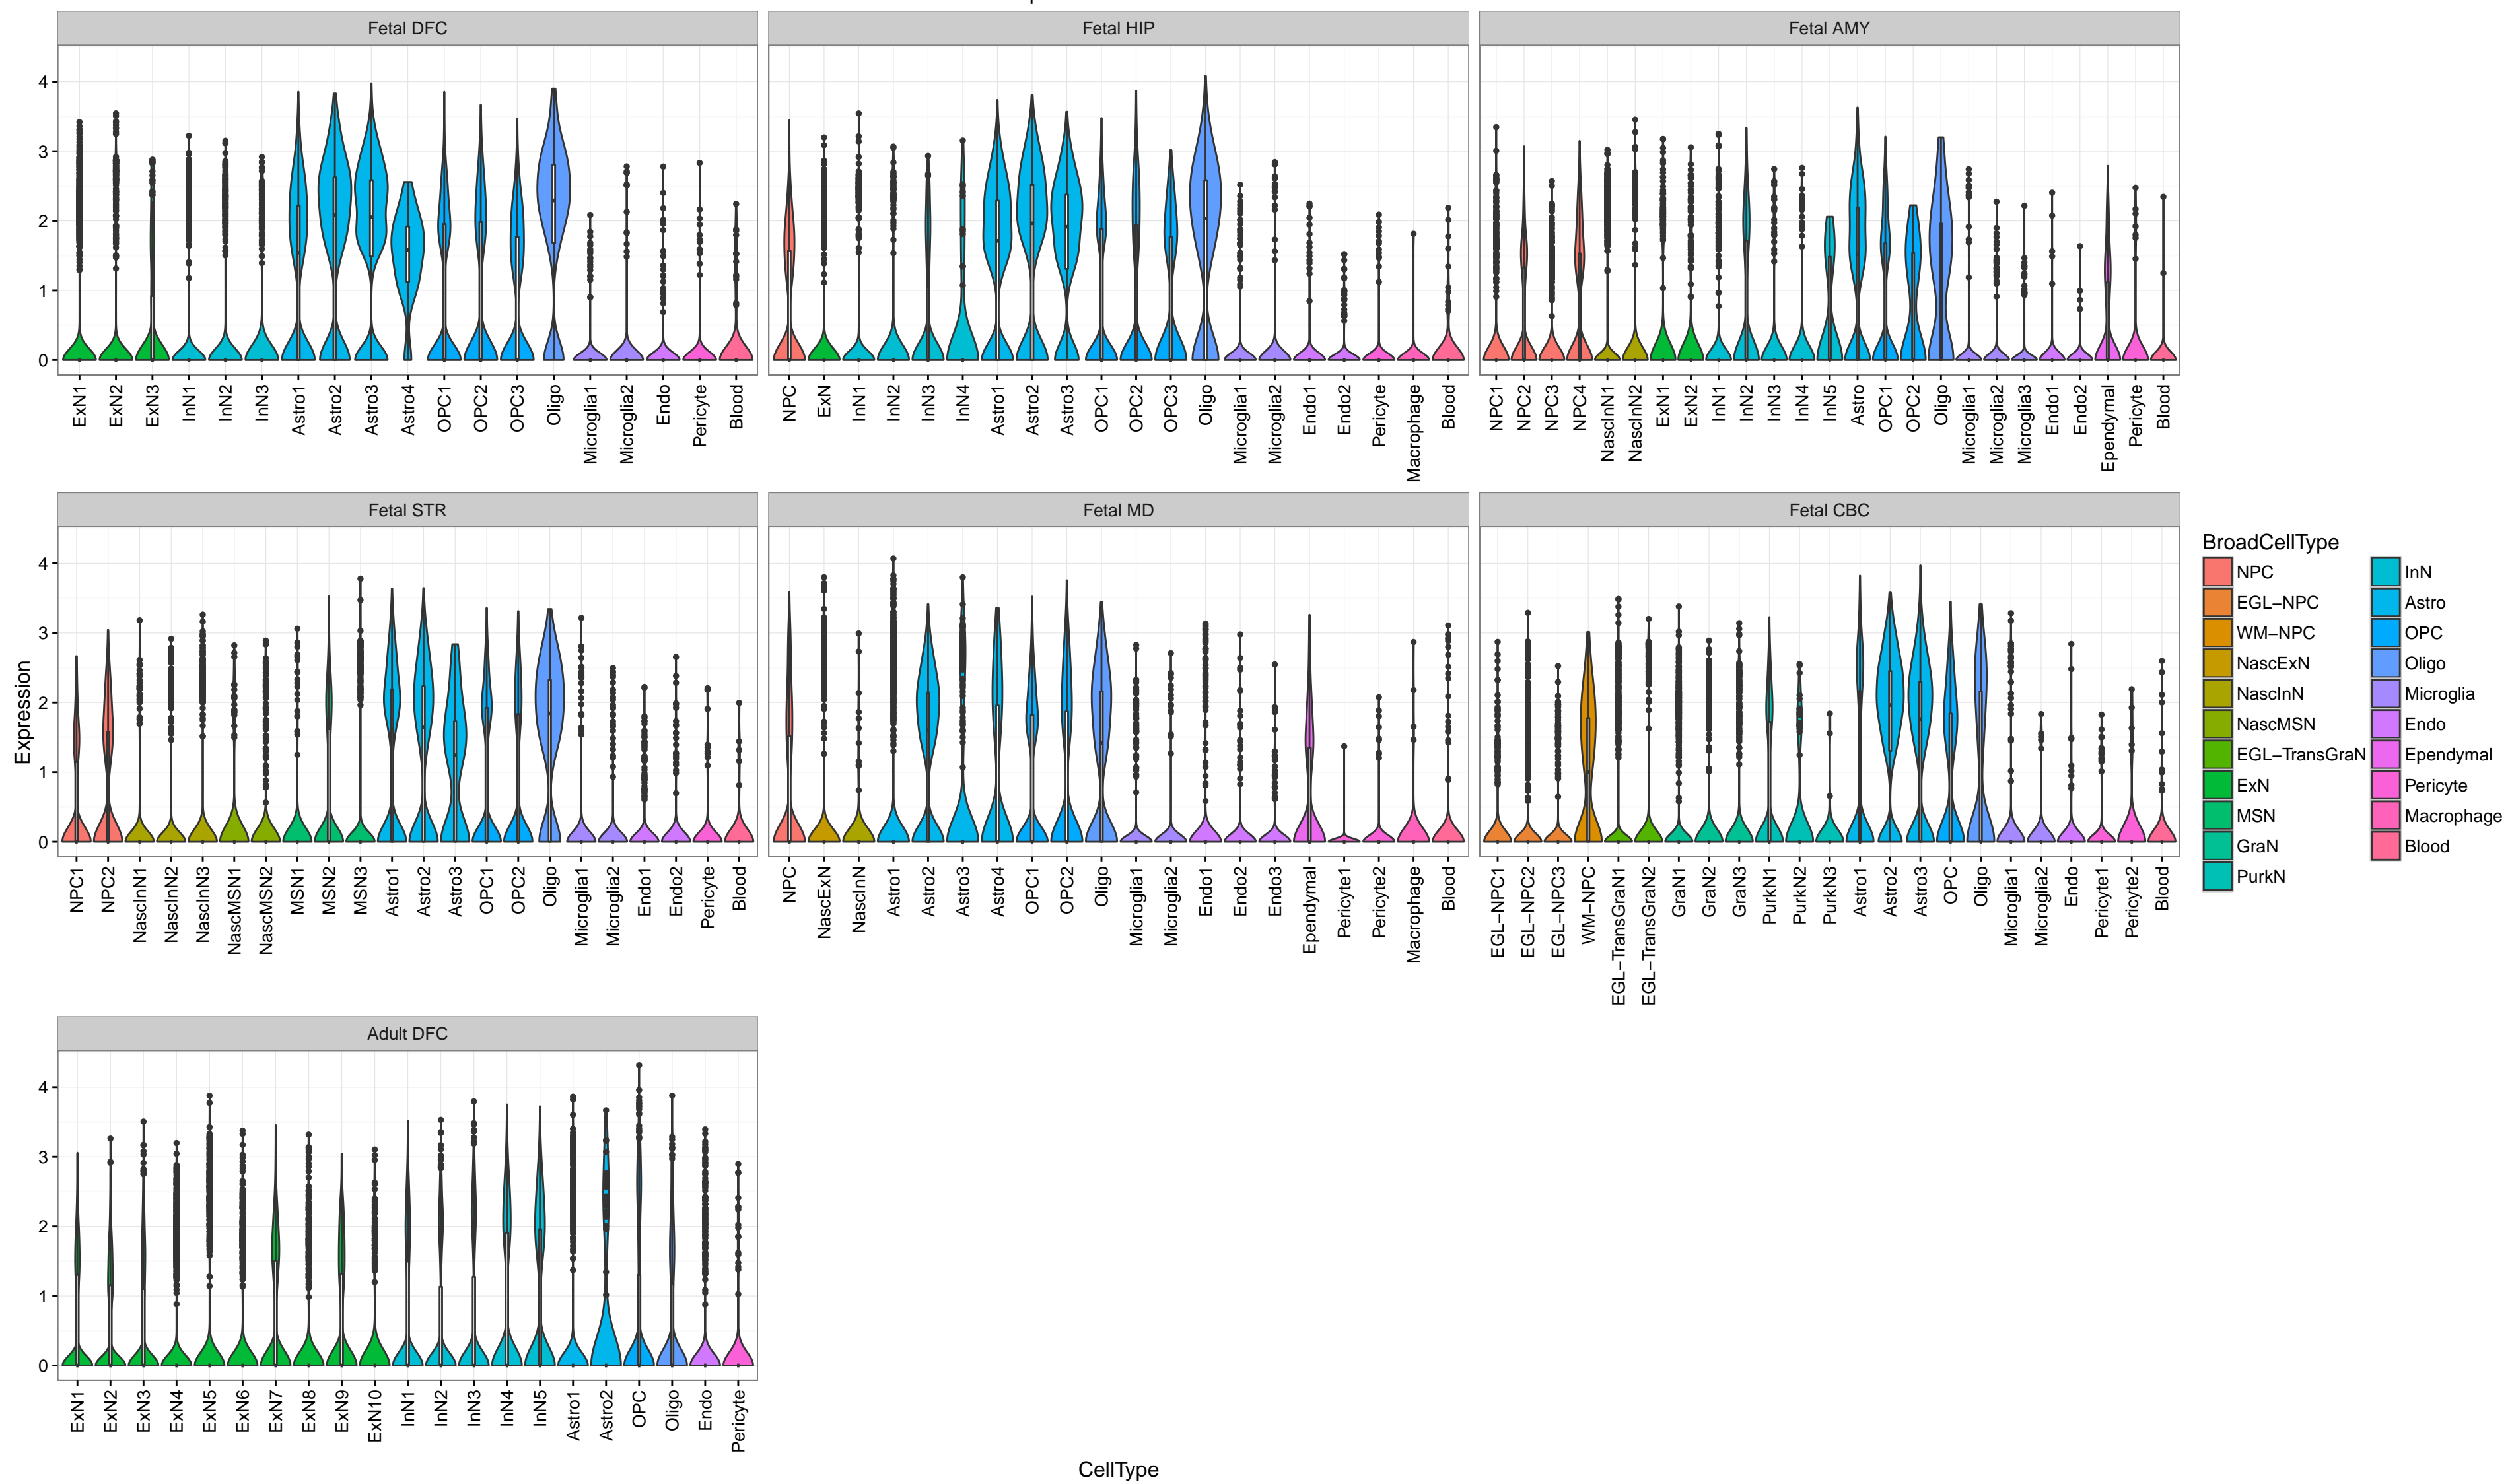 Fetal DFC Fetal HIP Fetal AMY
4
3
2
1
0
ExN1 ExN2 ExN3 InN1 InN2 InN3 Astro1 Astro2 Astro3 Astro4 OPC1 OPC2 OPC3 Oligo Microglia1 Microglia2 Endo Pericyte Blood
NPC ExN InN1 InN2 InN3 InN4 Astro1 Astro2 Astro3 OPC1 OPC2 OPC3 Oligo Microglia1 Microglia2 Endo1 Endo2 Pericyte Macrophage Blood
NPC1 NPC2 NPC3 NPC4 NascInN1 NascInN2 ExN1 ExN2 InN1 InN2 InN3 InN4 InN5 Astro OPC1 OPC2 Oligo Microglia1 Microglia2 Microglia3 Endo1 Endo2 Ependymal Pericyte Blood
Fetal STR Fetal MD Fetal CBC
4
3
2
1
0
Expression
NPC1 NPC2 NascInN1 NascInN2 NascInN3 NascMSN1 NascMSN2 MSN1 MSN2 MSN3 Astro1 Astro2 Astro3 OPC1 OPC2 Oligo Microglia1 Microglia2 Endo1 Endo2 Pericyte Blood
NPC NascExN NascInN Astro1 Astro2 Astro3 Astro4 OPC1 OPC2 Oligo Microglia1 Microglia2 Endo1 Endo2 Endo3 Ependymal Pericyte1 Pericyte2 Macrophage Blood
EGL−NPC1 EGL−NPC2 EGL−NPC3 WM−NPC EGL−TransGraN1 EGL−TransGraN2 GraN1 GraN2 GraN3 PurkN1 PurkN2 PurkN3 Astro1 Astro2 Astro3 OPC Oligo Microglia1 Microglia2 Endo Pericyte1 Pericyte2 Blood
BroadCellType
NPC InN
EGL−NPC Astro
WM−NPC OPC
NascExN Oligo
NascInN Microglia
NascMSN Endo
EGL−TransGraN Ependymal
ExN Pericyte
MSN Macrophage
GraN Blood
PurkN
Adult DFC
4
3
2
1
0
ExN1 ExN2 ExN3 ExN4 ExN5 ExN6 ExN7 ExN8 ExN9 ExN10 InN1 InN2 InN3 InN4 InN5 Astro1 Astro2 OPC Oligo Endo Pericyte
CellType